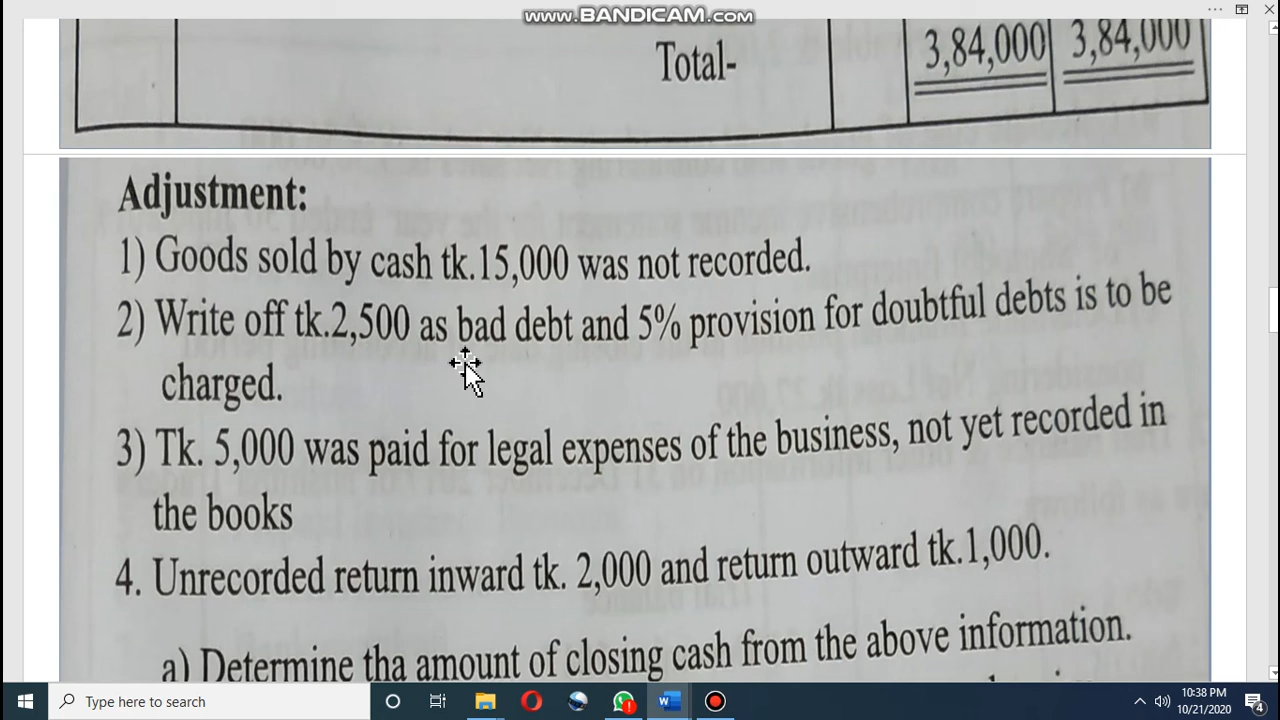 www.BANDICAM.com
3,84,000 3,84,000
Total-
Adjustment:
1) Goods sold by cash tk.15,000 was not recorded.
2) Write off tk.2,500 as bad debt and 5% provision for doubtful debts is to be
charged.
3) Tk. 5,000 was paid for legal expenses of the business, not yet recorded in
the books
4. Unrecorded return inward tk. 2,000 and return outward tk.1,000.
a) Determine tha amount of closing cash from the above information.
Type here to search
10:38 PM
10/21/2020
4